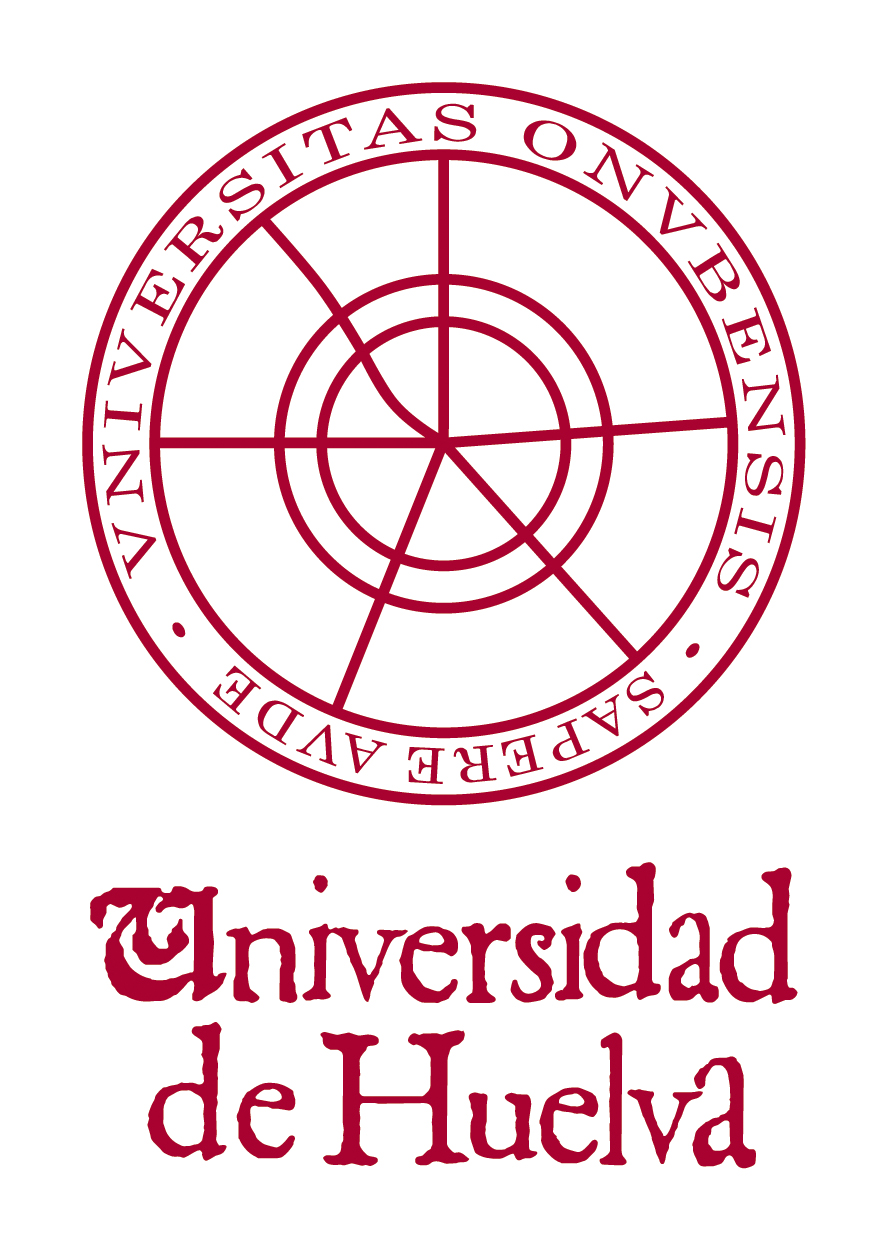 VNIVERSITAS ONVBENSIS
· SAPERE AVDE ·
Universidad
de Huelva